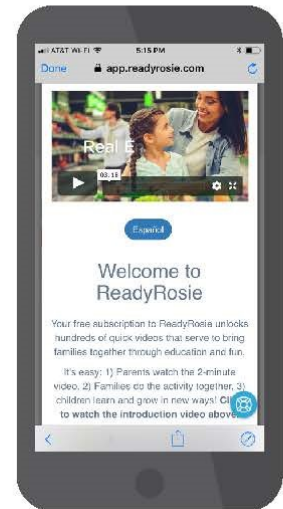 AT&T Wi-Fi 5:15 PM
Done app.readyrosie.com
Real E
03:13
Español
Welcome to
ReadyRosie
Your free subscription to ReadyRosie unlocks
hundreds of quick videos that serve to bring
families together through education and fun.
It's easy: 1) Parents watch the 2-minute
video, 2) Families do the activity together, 3)
children learn and grow in new ways!
to watch the introduction video above